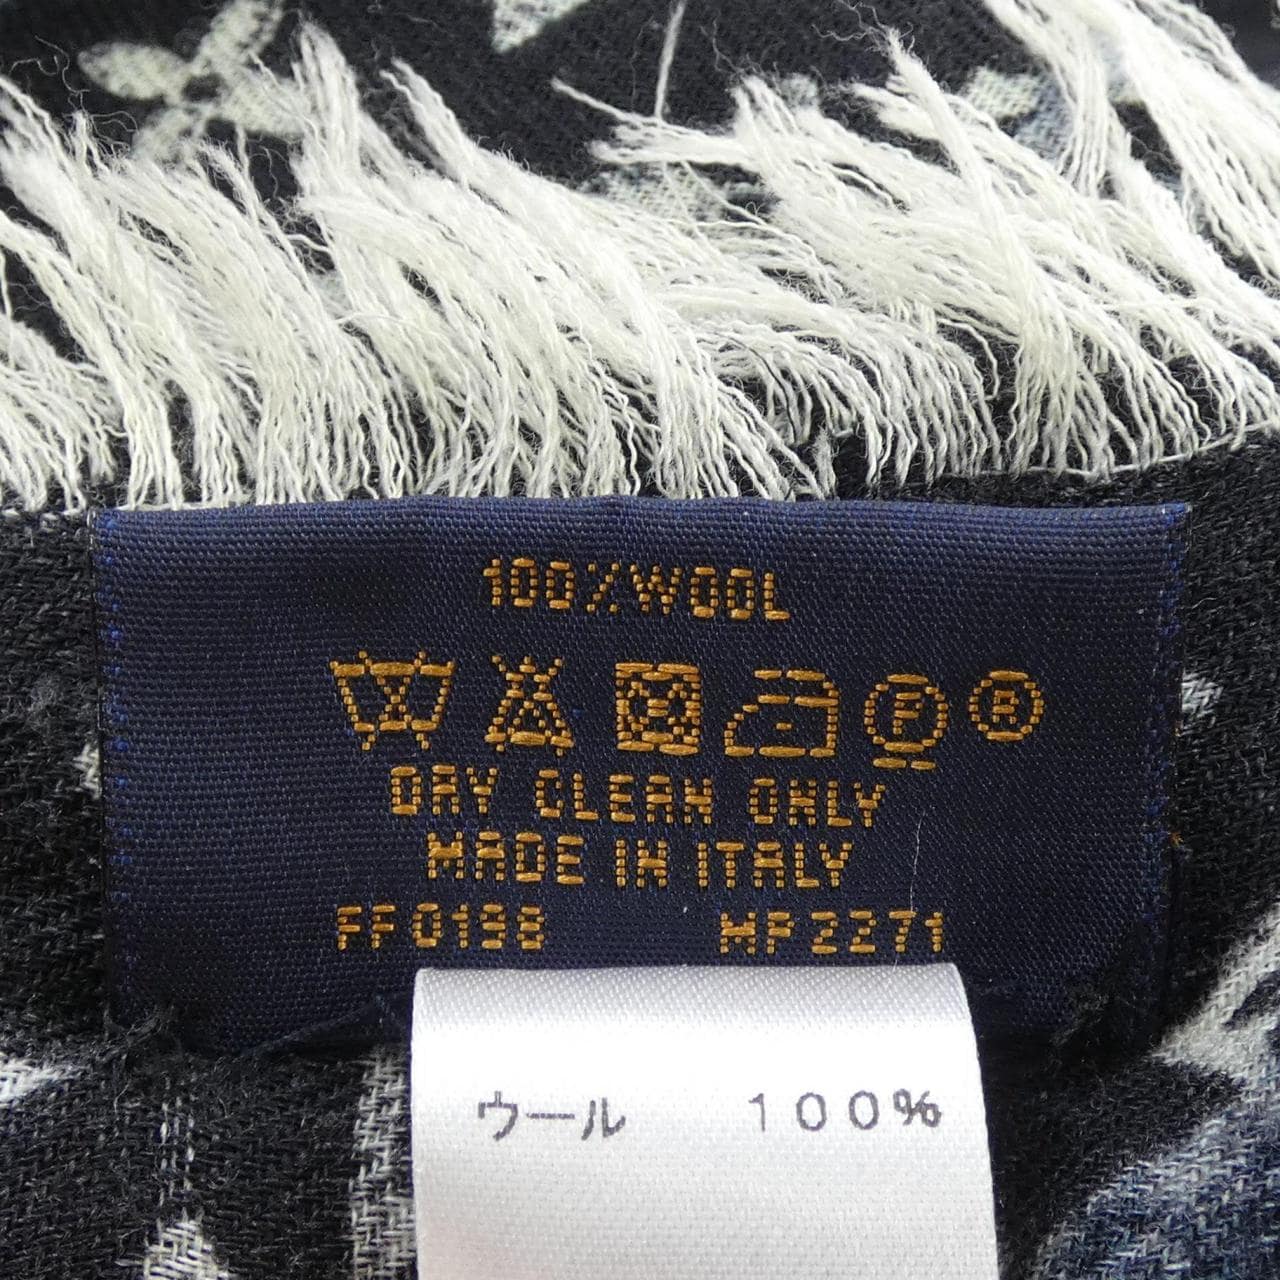 100%WOOL
F R
DRY CLEAN ONLY
MADE IN ITALY
FF0198 MP2271
ウール 100%